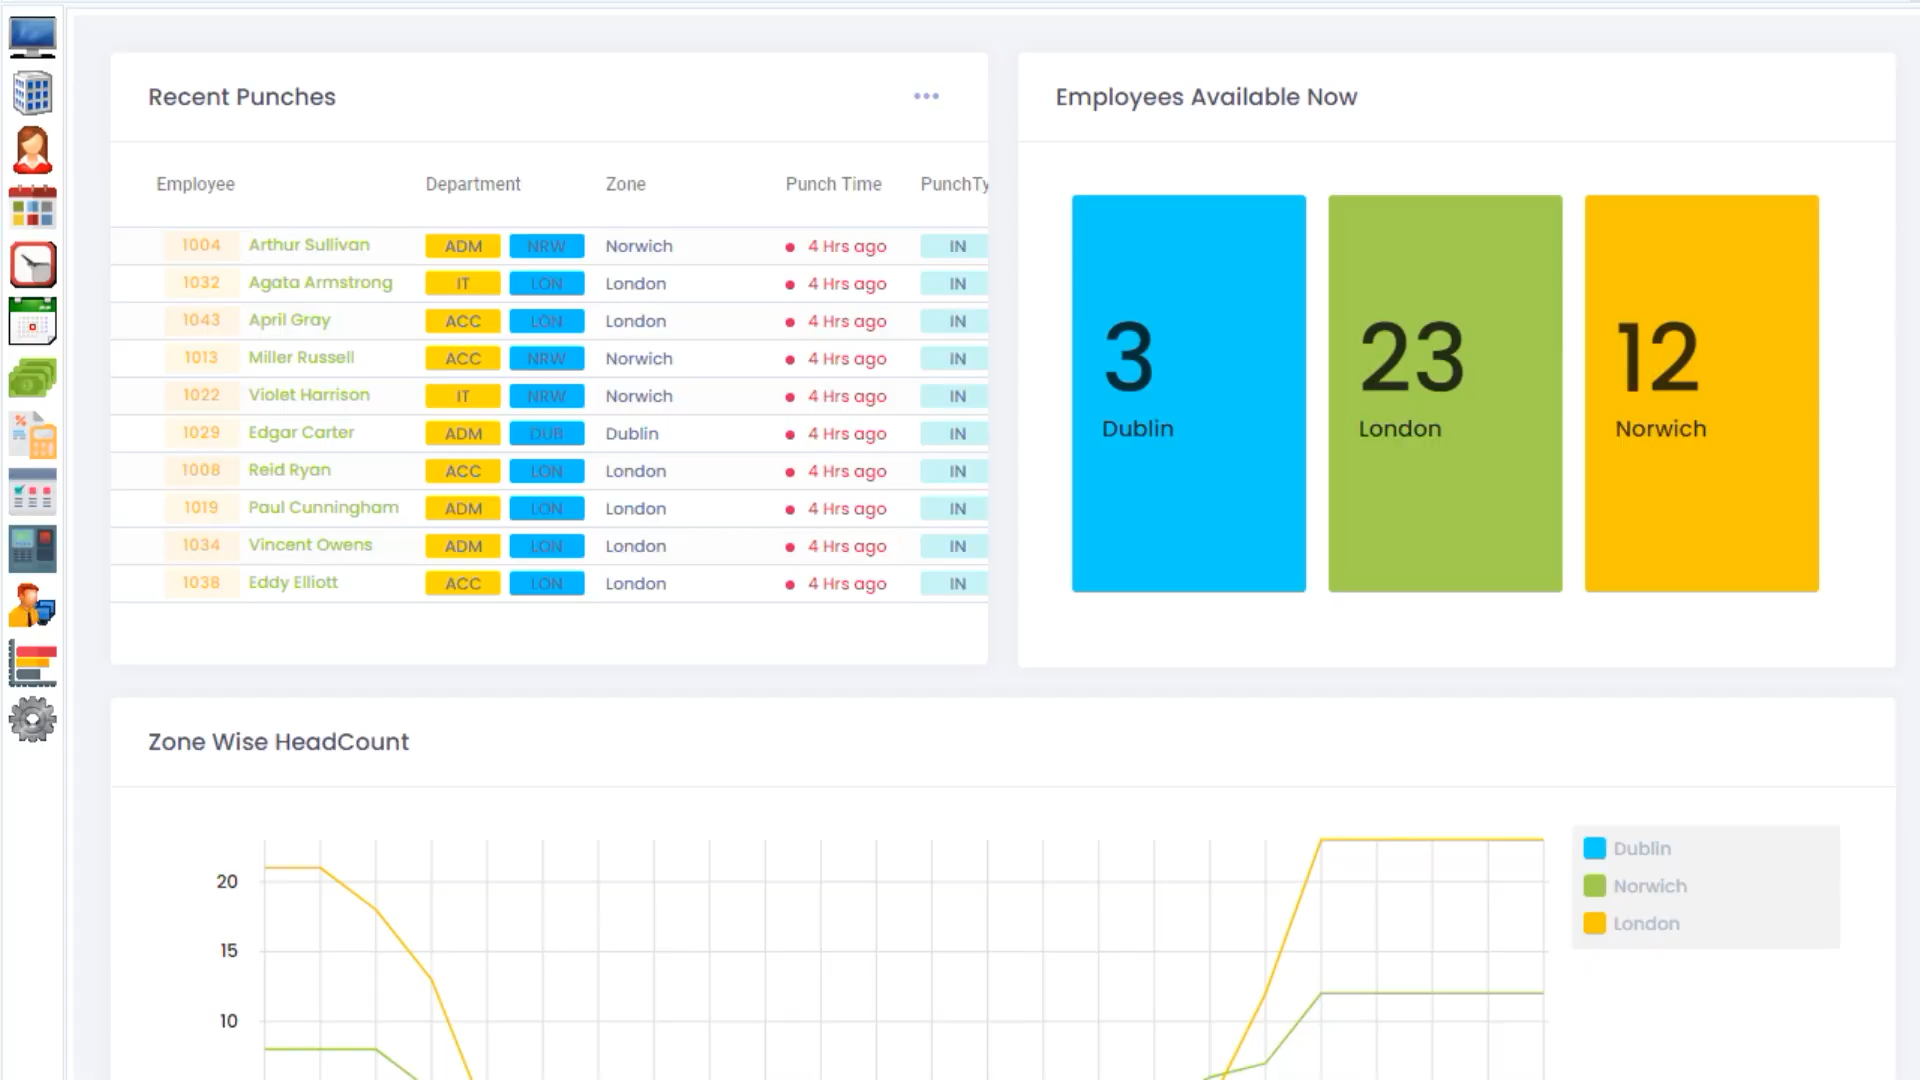 Recent Punches
•••
Employee Department Zone Punch Time PunchTy
1004 Arthur Sullivan ADM NRW Norwich 4 Hrs ago IN
1032 Agata Armstrong IT LON London 4 Hrs ago IN
1043 April Gray ACC LON London 4 Hrs ago IN
1013 Miller Russell ACC NRW Norwich 4 Hrs ago IN
1022 Violet Harrison IT NRW Norwich 4 Hrs ago IN
1029 Edgar Carter ADM DUB Dublin 4 Hrs ago IN
1008 Reid Ryan ACC LON London 4 Hrs ago IN
1019 Paul Cunningham ADM LON London 4 Hrs ago IN
1034 Vincent Owens ADM LON London 4 Hrs ago IN
1038 Eddy Elliott ACC LON London 4 Hrs ago IN
Employees Available Now
3 23 12
Dublin London Norwich
Zone Wise HeadCount
20
15
10
Dublin
Norwich
London